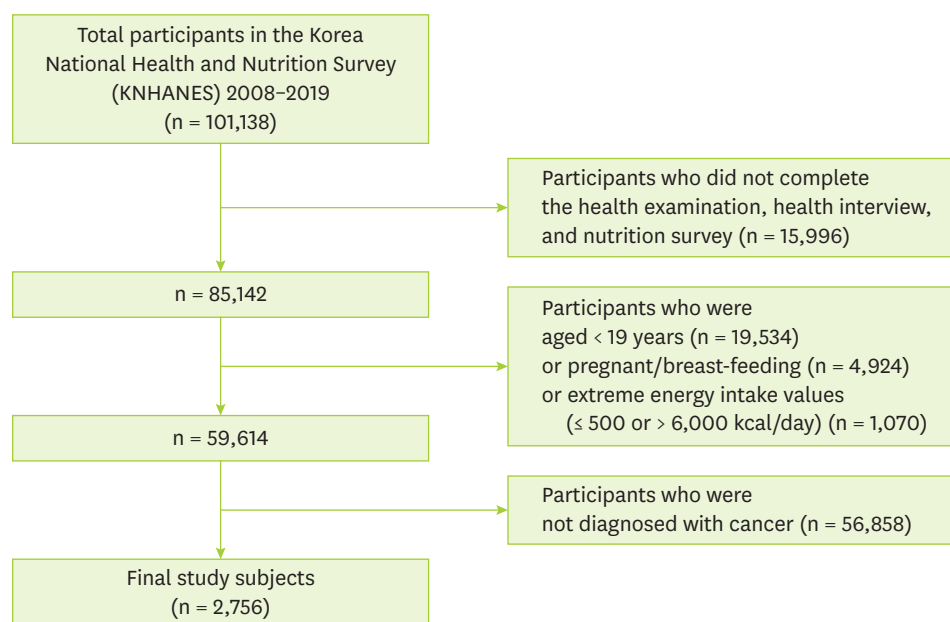 Total participants in the Korea
National Health and Nutrition Survey
(KNHANES) 2008–2019
(n = 101,138)
Participants who did not complete
the health examination, health interview,
and nutrition survey (n = 15,996)
n = 85,142
Participants who were
aged < 19 years (n = 19,534)
or pregnant/breast-feeding (n = 4,924)
or extreme energy intake values
(≤ 500 or > 6,000 kcal/day) (n = 1,070)
n = 59,614
Participants who were
not diagnosed with cancer (n = 56,858)
Final study subjects
(n = 2,756)